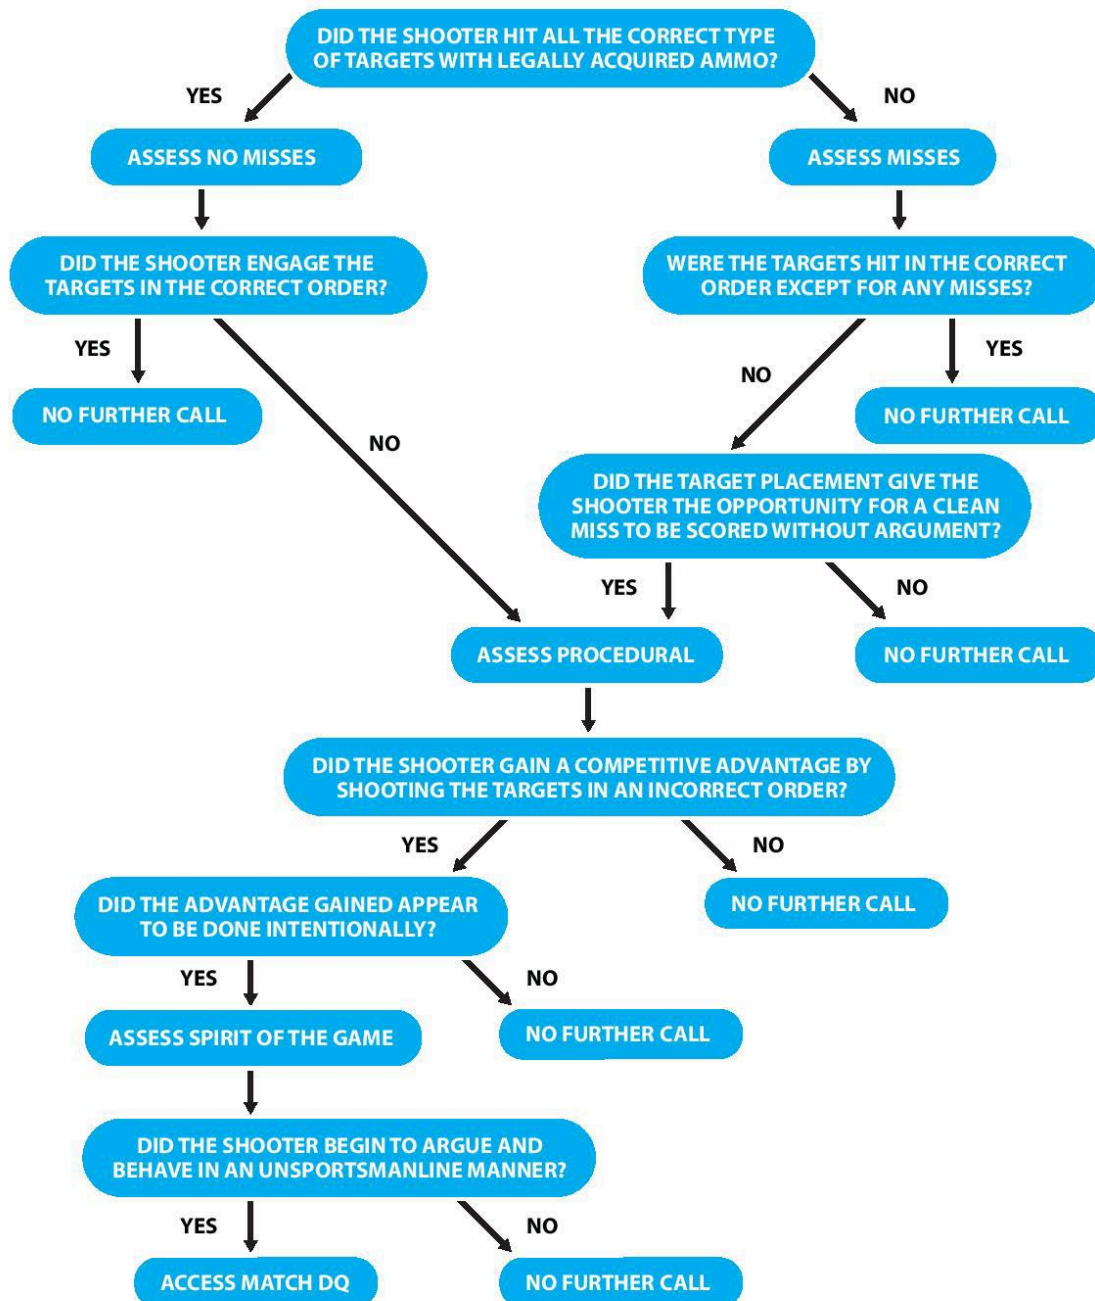 DID THE SHOOTER HIT ALL THE CORRECT TYPE
OF TARGETS WITH LEGALLY ACQUIRED AMMO?
YES
NO
ASSESS NO MISSES
ASSESS MISSES
DID THE SHOOTER ENGAGE THE
TARGETS IN THE CORRECT ORDER?
WERE THE TARGETS HIT IN THE CORRECT
ORDER EXCEPT FOR ANY MISSES?
YES
NO
YES
NO
NO FURTHER CALL
NO FURTHER CALL
DID THE TARGET PLACEMENT GIVE THE
SHOOTER THE OPPORTUNITY FOR A CLEAN
MISS TO BE SCORED WITHOUT ARGUMENT?
YES
NO
ASSESS PROCEDURAL
NO FURTHER CALL
DID THE SHOOTER GAIN A COMPETITIVE ADVANTAGE BY
SHOOTING THE TARGETS IN AN INCORRECT ORDER?
YES
NO
DID THE ADVANTAGE GAINED APPEAR
TO BE DONE INTENTIONALLY?
NO FURTHER CALL
YES
NO
ASSESS SPIRIT OF THE GAME
NO FURTHER CALL
DID THE SHOOTER BEGIN TO ARGUE AND
BEHAVE IN AN UNSPORTSMANLINE MANNER?
YES
NO
ACCESS MATCH DQ
NO FURTHER CALL